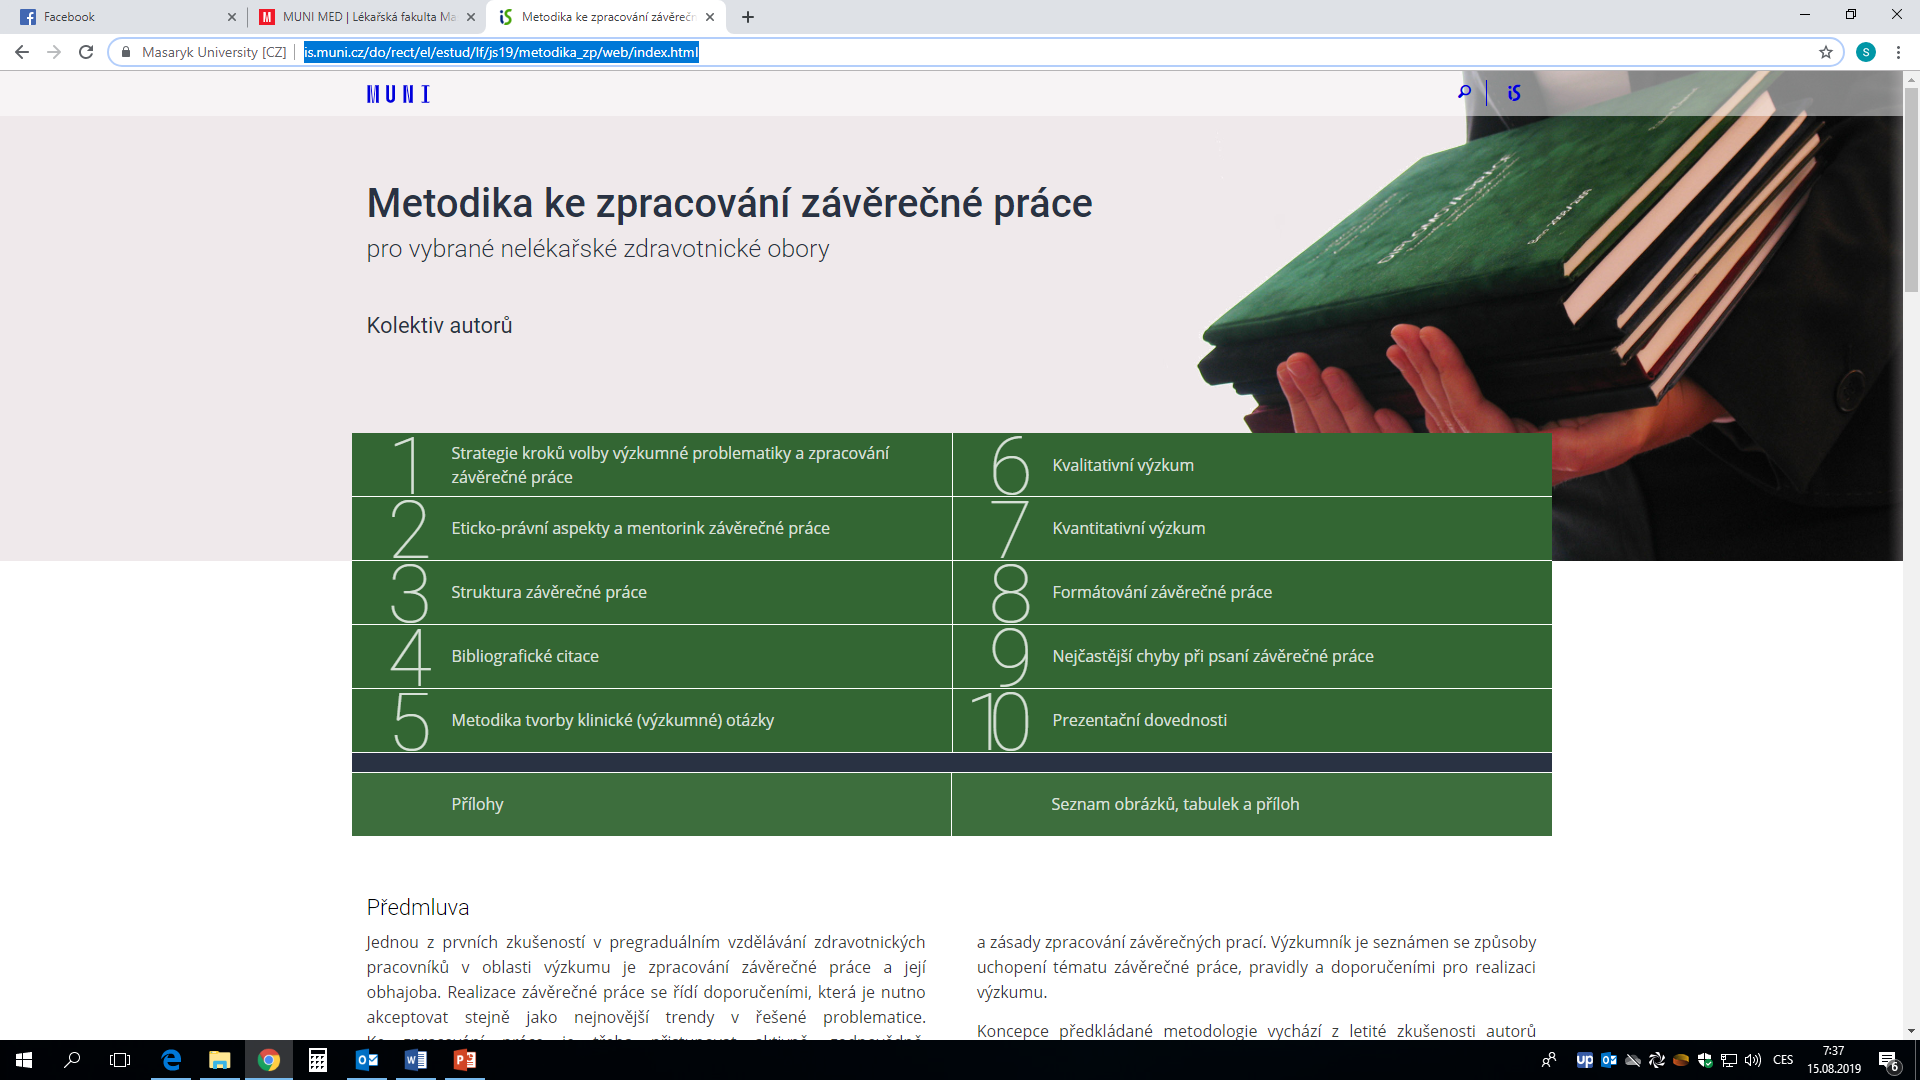 Facebook
MUNI MED | Lékařská fakulta Ma
Metodika ke zpracování závěrečn
Masaryk University [CZ]
is.muni.cz/do/rect/el/estud/lf/js19/metodika_zp/web/index.html
S
MUNI
iS
Metodika ke zpracování závěrečné práce
pro vybrané nelékařské zdravotnické obory
Kolektiv autorů
1 Strategie kroků volby výzkumné problematiky a zpracování
závěrečné práce
2 Eticko-právní aspekty a mentorink závěrečné práce
3 Struktura závěrečné práce
4 Bibliografické citace
5 Metodika tvorby klinické (výzkumné) otázky
6 Kvalitativní výzkum
7 Kvantitativní výzkum
8 Formátování závěrečné práce
9 Nejčastější chyby při psaní závěrečné práce
10 Prezentační dovednosti
Přílohy
Seznam obrázků, tabulek a příloh
Předmluva
Jednou z prvních zkušeností v pregraduálním vzdělávání zdravotnických
pracovníků v oblasti výzkumu je zpracování závěrečné práce a její
obhajoba. Realizace závěrečné práce se řídí doporučeními, která je nutno
akceptovat stejně jako nejnovější trendy v řešené problematice.
a zásady zpracování závěrečných prací. Výzkumník je seznámen se způsoby
uchopení tématu závěrečné práce, pravidly a doporučeními pro realizaci
výzkumu.
Koncepce předkládané metodologie vychází z letité zkušenosti autorů
CES
7:37
15.08.2019
6